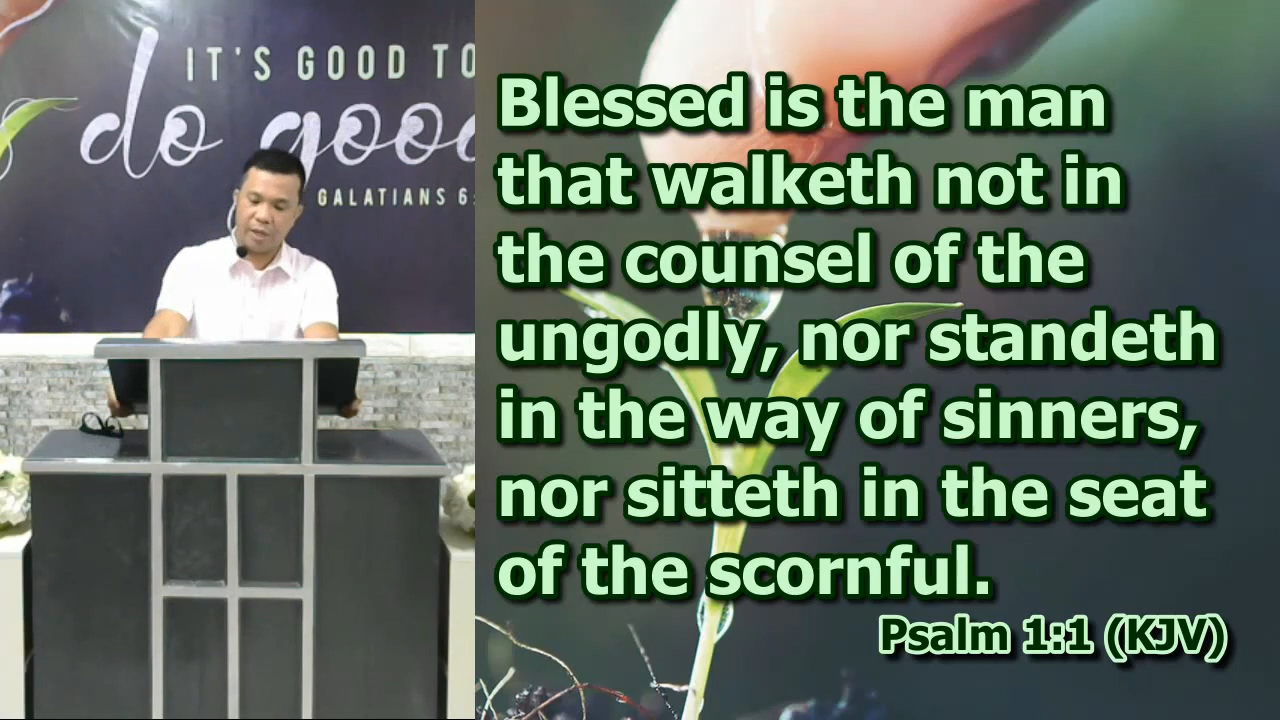 IT'S GOOD TO
do good
GALATIANS 6:
Blessed is the man
that walketh not in
the counsel of the
ungodly, nor standeth
in the way of sinners,
nor sitteth in the seat
of the scornful.
Psalm 1:1 (KJV)